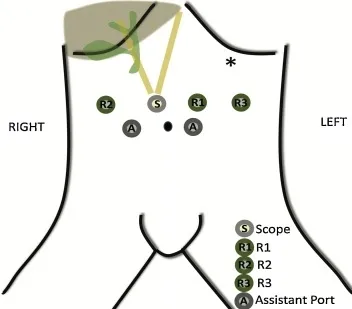 *
R2 S R1 R3
RIGHT A A LEFT
S Scope
R1 R1
R2 R2
R3 R3
A Assistant Port